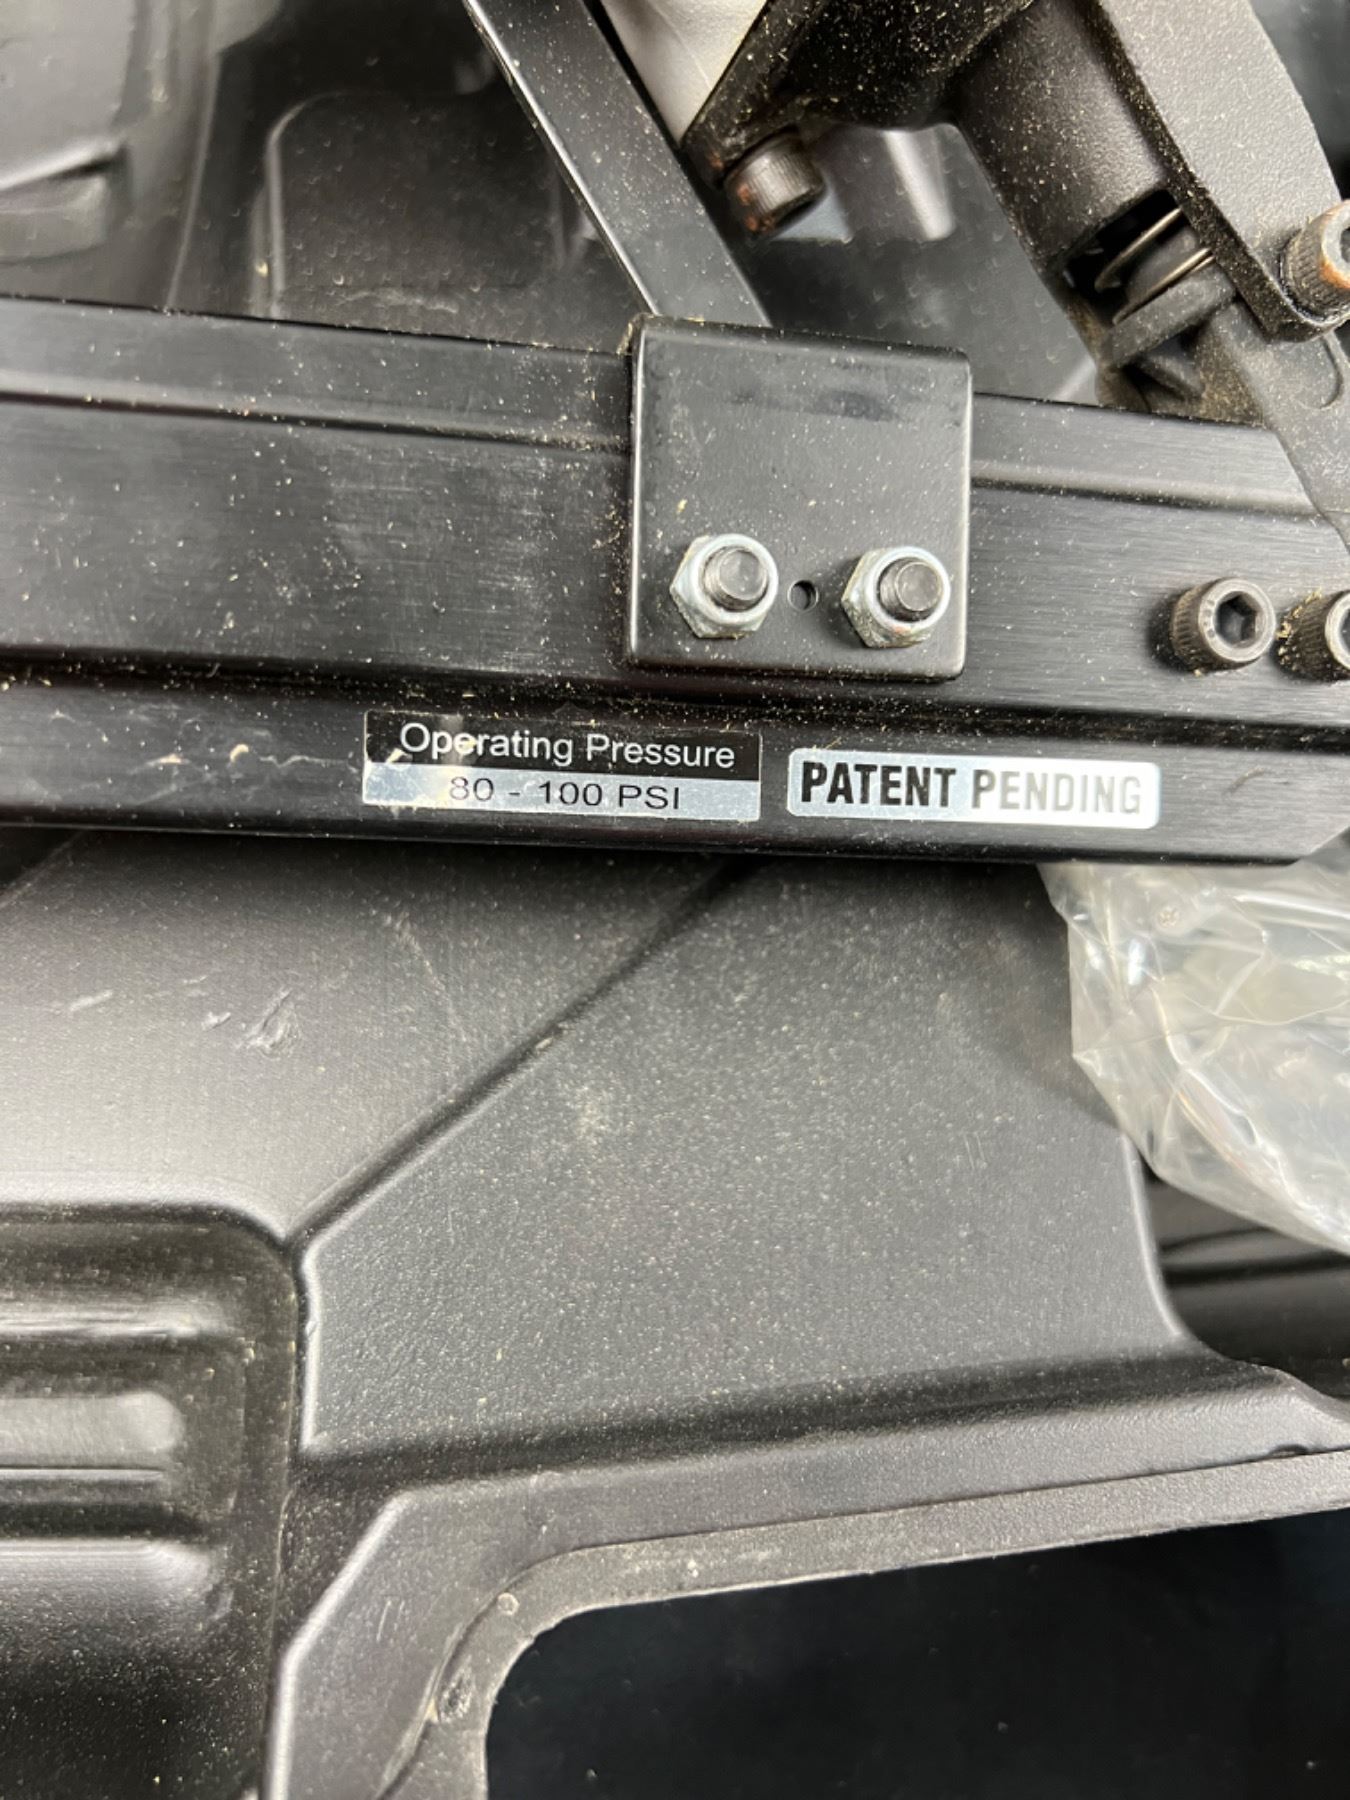 Operating Pressure
80 - 100 PSI
PATENT PENDING